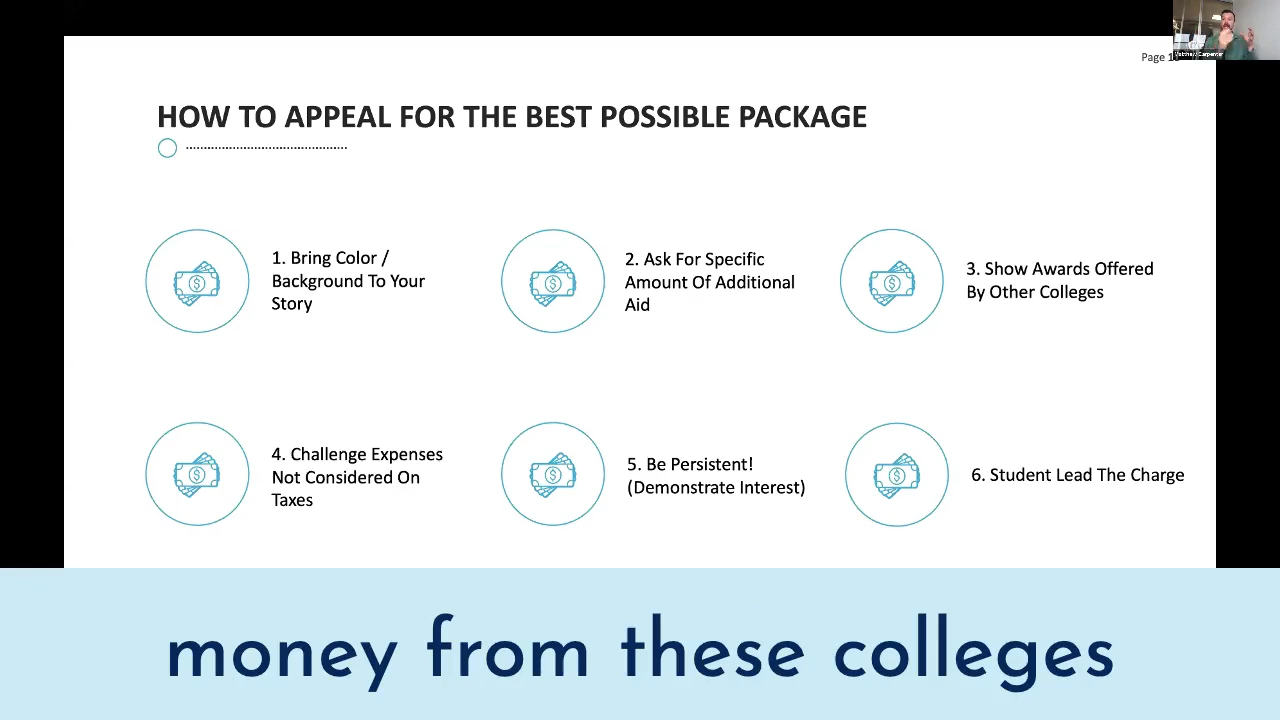 Matthew Carpenter
Page 1
HOW TO APPEAL FOR THE BEST POSSIBLE PACKAGE
1. Bring Color /
Background To Your
Story
2. Ask For Specific
Amount Of Additional
Aid
3. Show Awards Offered
By Other Colleges
4. Challenge Expenses
Not Considered On
Taxes
5. Be Persistent!
(Demonstrate Interest)
6. Student Lead The Charge
money from these colleges